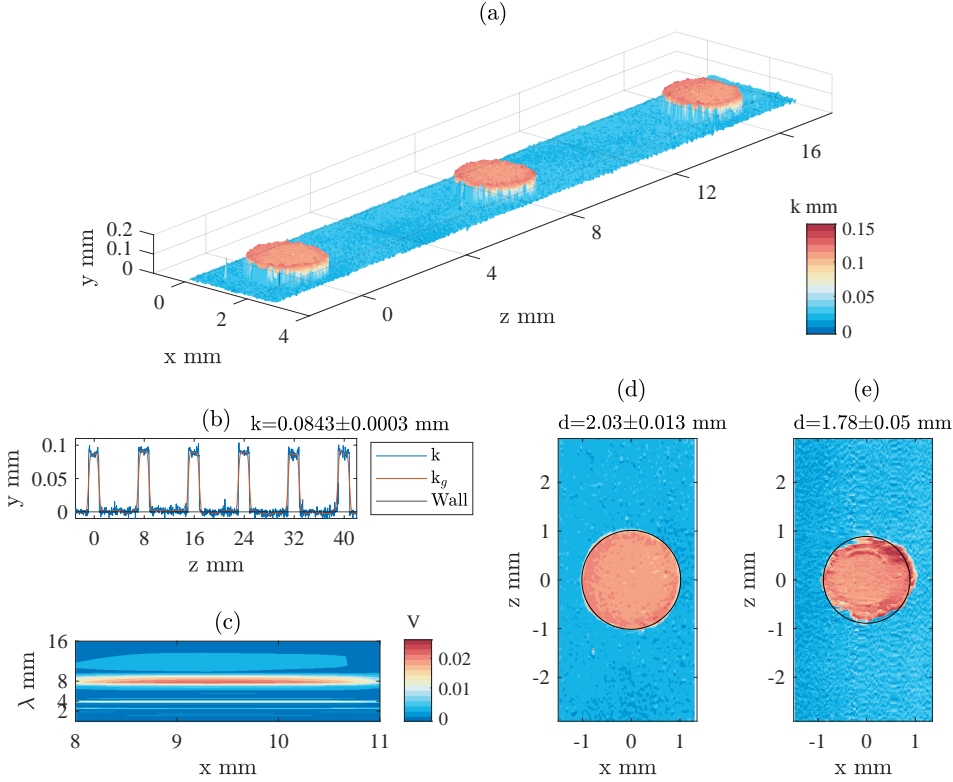 (a)
0.2
0.1
0
y mm
0
2
4
x mm
0
4
8
12
16
z mm
k mm
0.15
0.1
0.05
0
(b)
k=0.0843±0.0003 mm
0.1
0.05
0
y mm
0 8 16 24 32 40
z mm
k
k_g
Wall
(c)
V
16
8
4
2
λ mm
8 9 10 11
x mm
0.02
0.01
0
(d)
d=2.03±0.013 mm
2
1
0
-1
-2
z mm
-1 0 1
x mm
(e)
d=1.78±0.05 mm
2
1
0
-1
-2
z mm
-1 0 1
x mm